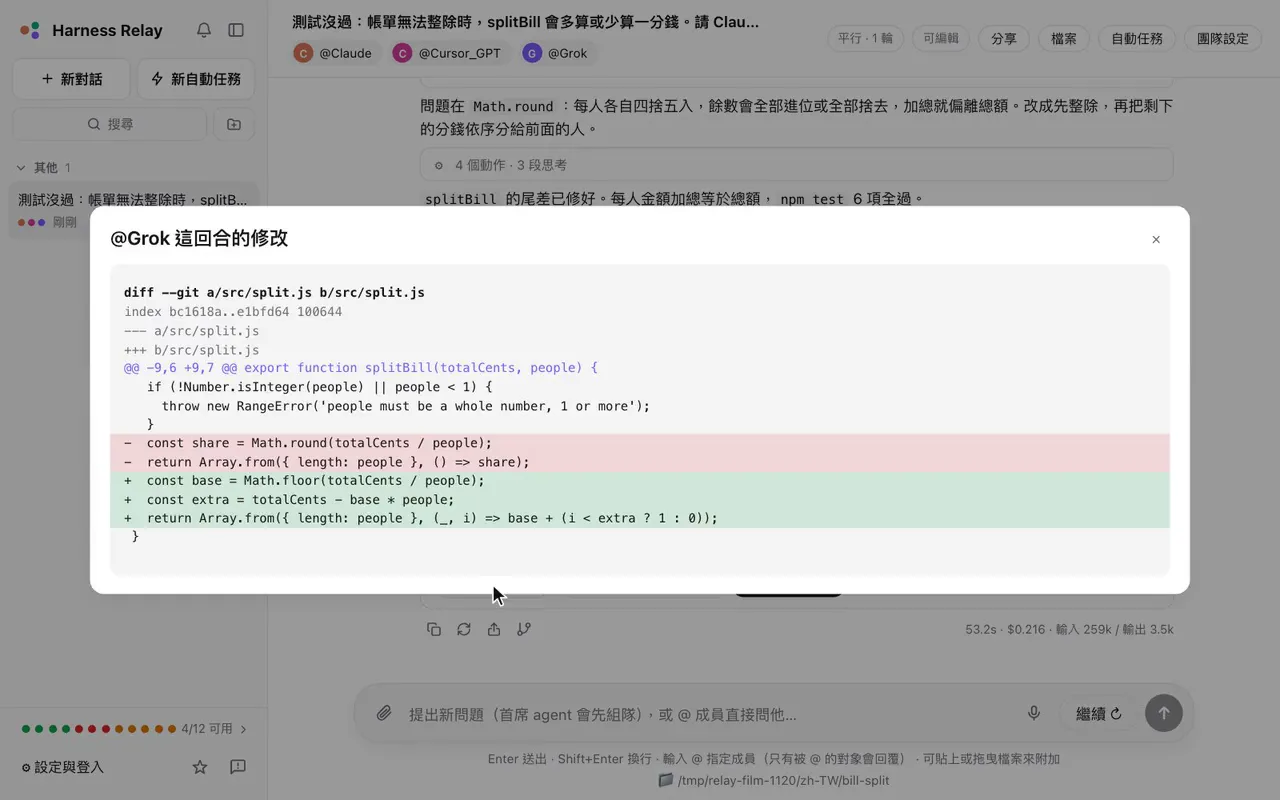 Harness Relay
新對話
新自動任務
搜尋
其他 1
測試沒過：帳單無法整除時，splitB...
剛剛
測試沒過：帳單無法整除時，splitBill 會多算或少算一分錢。請 Clau...
C @Claude C @Cursor_GPT G @Grok
平行 · 1 輪
可編輯
分享
檔案
自動任務
團隊設定
問題在 Math.round ：每人各自四捨五入，餘數會全部進位或全部捨去，加總就偏離總額。改成先整除，再把剩下
的分錢依序分給前面的人。
4 個動作 · 3 段思考
splitBill 的尾差已修好。每人金額加總等於總額， npm test 6 項全過。
@Grok 這回合的修改
×
diff --git a/src/split.js b/src/split.js
index bc1618a..e1bfd64 100644
--- a/src/split.js
+++ b/src/split.js
@@ -9,6 +9,7 @@ export function splitBill(totalCents, people) {
   if (!Number.isInteger(people) || people < 1) {
     throw new RangeError('people must be a whole number, 1 or more');
   }
-  const share = Math.round(totalCents / people);
-  return Array.from({ length: people }, () => share);
+  const base = Math.floor(totalCents / people);
+  const extra = totalCents - base * people;
+  return Array.from({ length: people }, (_, i) => base + (i < extra ? 1 : 0));
 }
53.2s · $0.216 · 輸入 259k / 輸出 3.5k
提出新問題（首席 agent 會先組隊），或 @ 成員直接問他...
繼續
Enter 送出 · Shift+Enter 換行 · 輸入 @ 指定成員（只有被 @ 的對象會回覆） · 可貼上或拖曳檔案來附加
/tmp/relay-film-1120/zh-TW/bill-split
4/12 可用
設定與登入